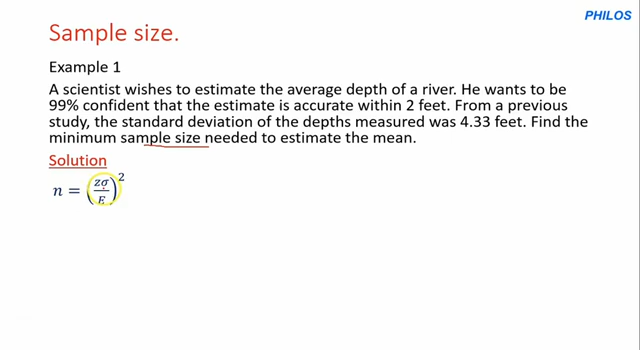 PHILOS
Sample size.
Example 1
A scientist wishes to estimate the average depth of a river. He wants to be
99% confident that the estimate is accurate within 2 feet. From a previous
study, the standard deviation of the depths measured was 4.33 feet. Find the
minimum sample size needed to estimate the mean.
Solution
n = (zσ/E)²